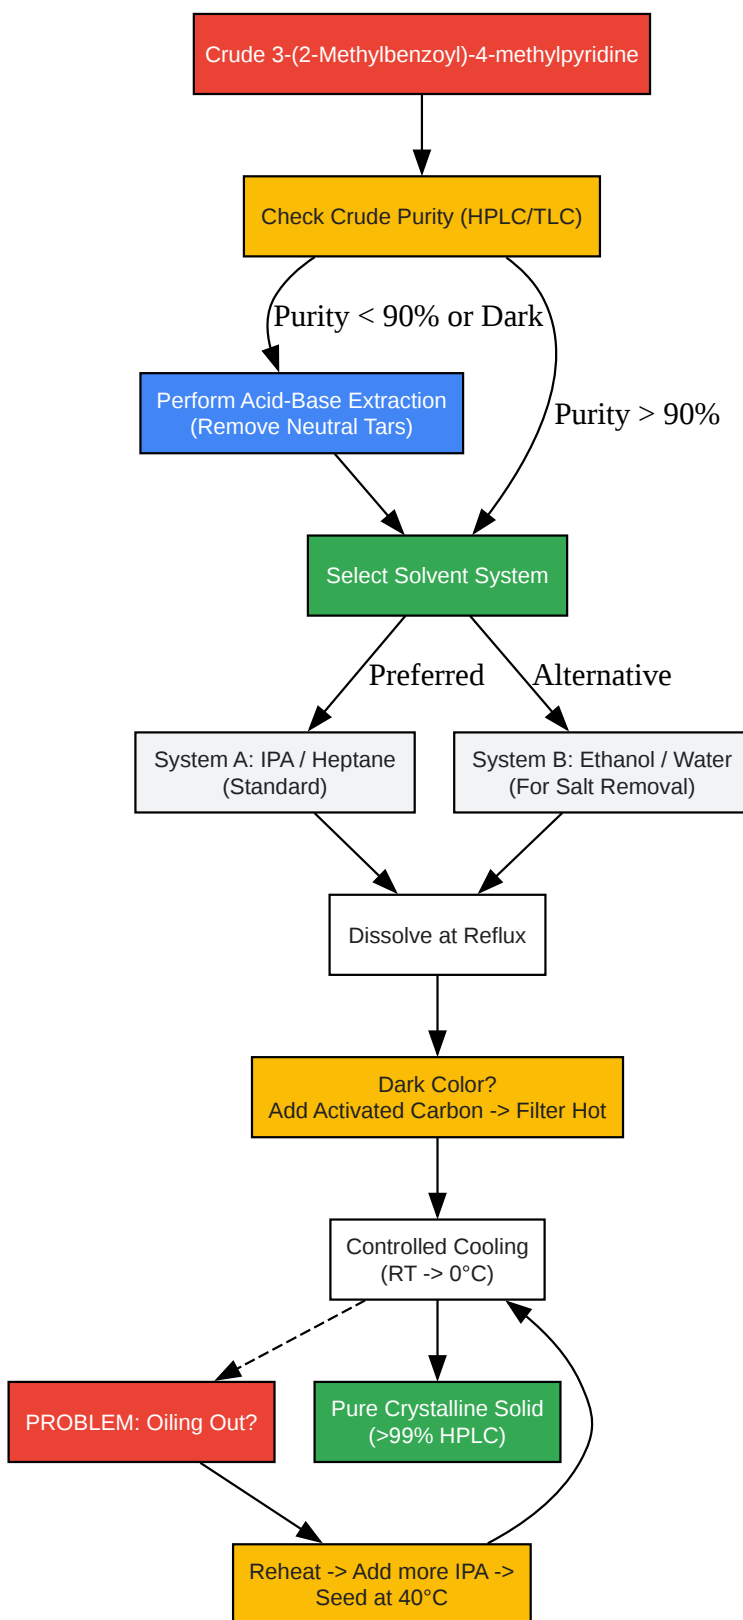 Crude 3-(2-Methylbenzoyl)-4-methylpyridine
Check Crude Purity (HPLC/TLC)
Purity < 90% or Dark
Perform Acid-Base Extraction
(Remove Neutral Tars)
Purity > 90%
Select Solvent System
Preferred
Alternative
System A: IPA / Heptane
(Standard)
System B: Ethanol / Water
(For Salt Removal)
Dissolve at Reflux
Dark Color?
Add Activated Carbon -> Filter Hot
Controlled Cooling
(RT -> 0°C)
PROBLEM: Oiling Out?
Pure Crystalline Solid
(>99% HPLC)
Reheat -> Add more IPA ->
Seed at 40°C